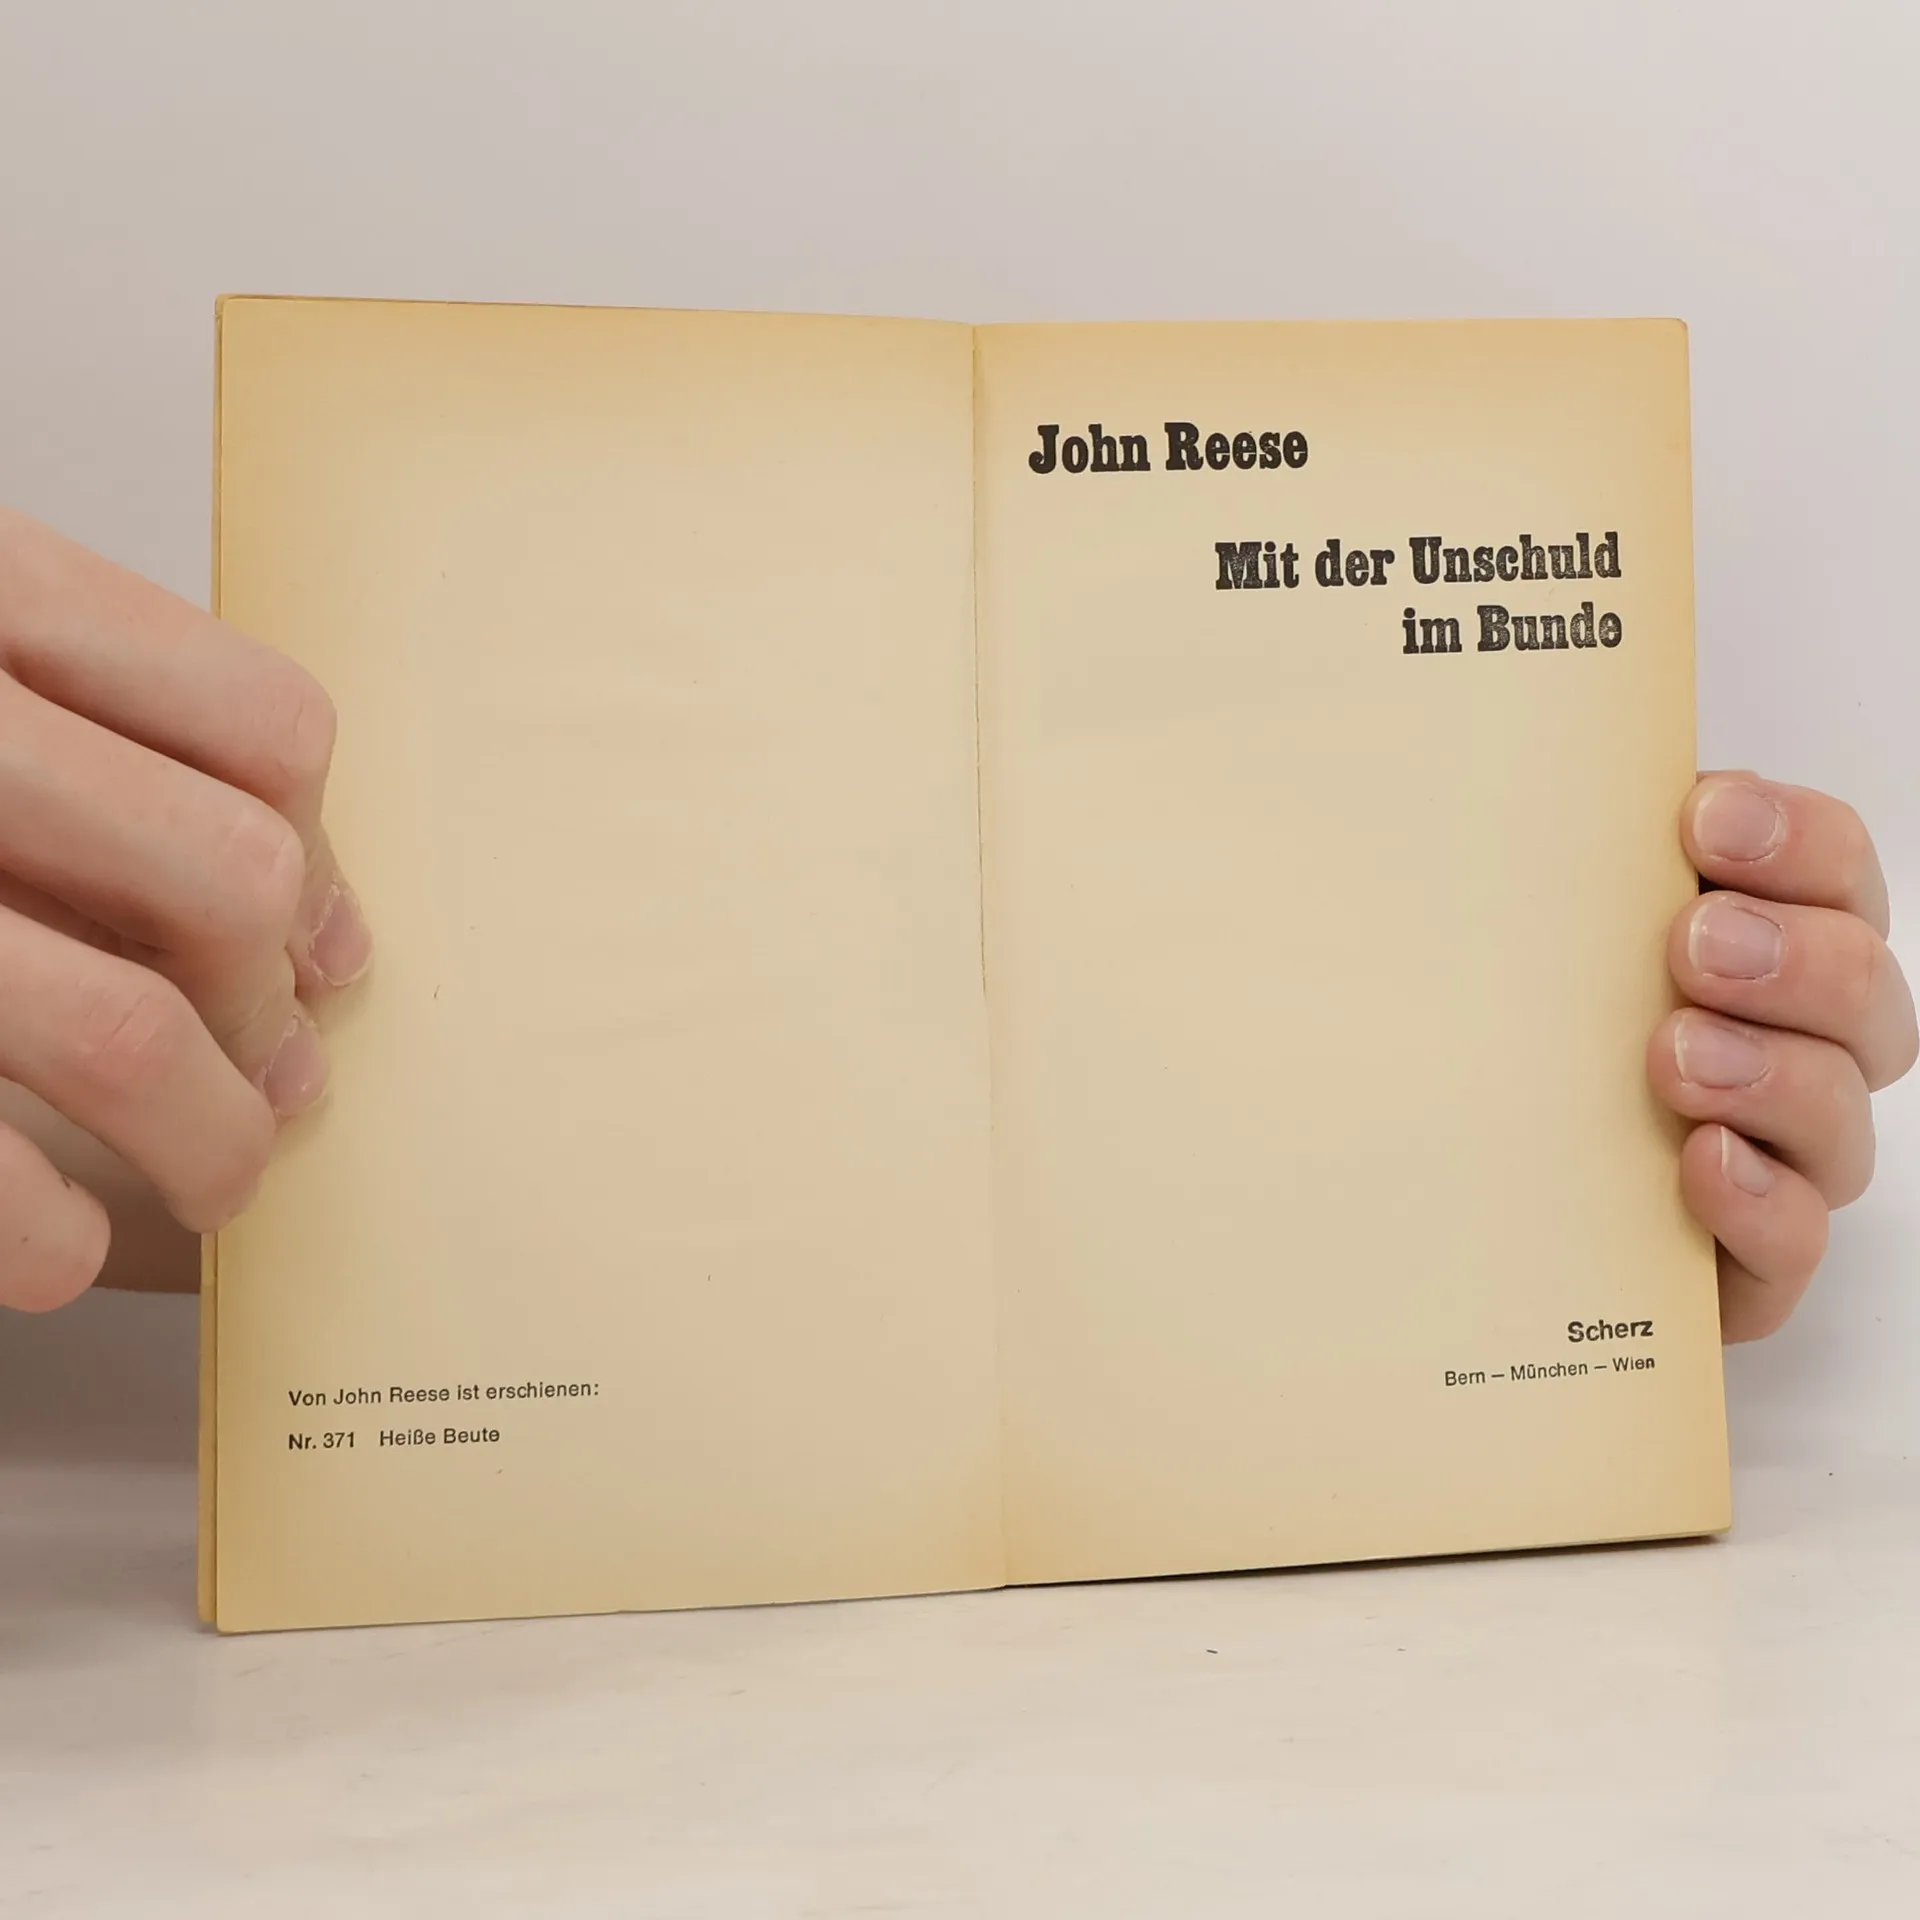 Von John Reese ist erschienen:
Nr. 371 Heiße Beute
John Reese
Mit der Unschuld
im Bunde
Scherz
Bern – München – Wien